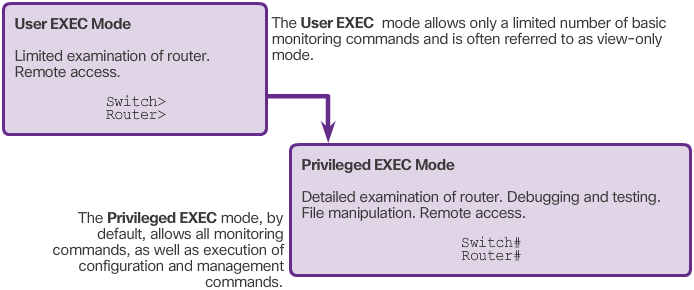 User EXEC Mode
Limited examination of router.
Remote access.
Switch>
Router>
The User EXEC  mode allows only a limited number of basic
monitoring commands and is often referred to as view-only
mode.
Privileged EXEC Mode
Detailed examination of router. Debugging and testing.
File manipulation. Remote access.
Switch#
Router#
The Privileged EXEC mode, by
default, allows all monitoring
commands, as well as execution of
configuration and management
commands.